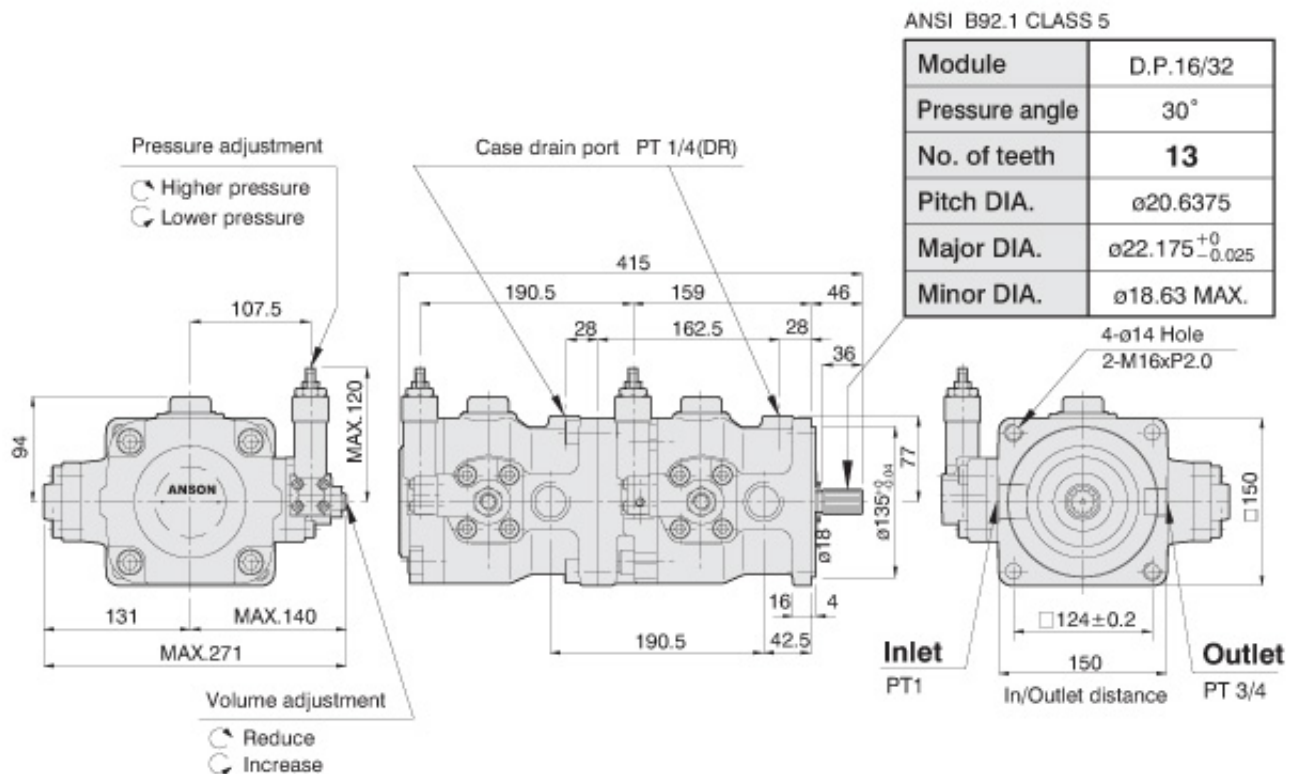 ANSI B92.1 CLASS 5
Module D.P.16/32
Pressure angle 30°
No. of teeth 13
Pitch DIA. ø20.6375
Major DIA. ø22.175 +0 -0.025
Minor DIA. ø18.63 MAX.
Pressure adjustment
Higher pressure
Lower pressure
Case drain port PT 1/4(DR)
415
190.5 159 46
107.5
28 162.5 28
36
4-ø14 Hole
2-M16xP2.0
94
MAX.120
ANSON
77
ø135 0 -0.04
ø18
□150
131 MAX.140
MAX.271
16 4
190.5 42.5
□124±0.2
150
In/Outlet distance
Inlet
PT1
Outlet
PT 3/4
Volume adjustment
Reduce
Increase